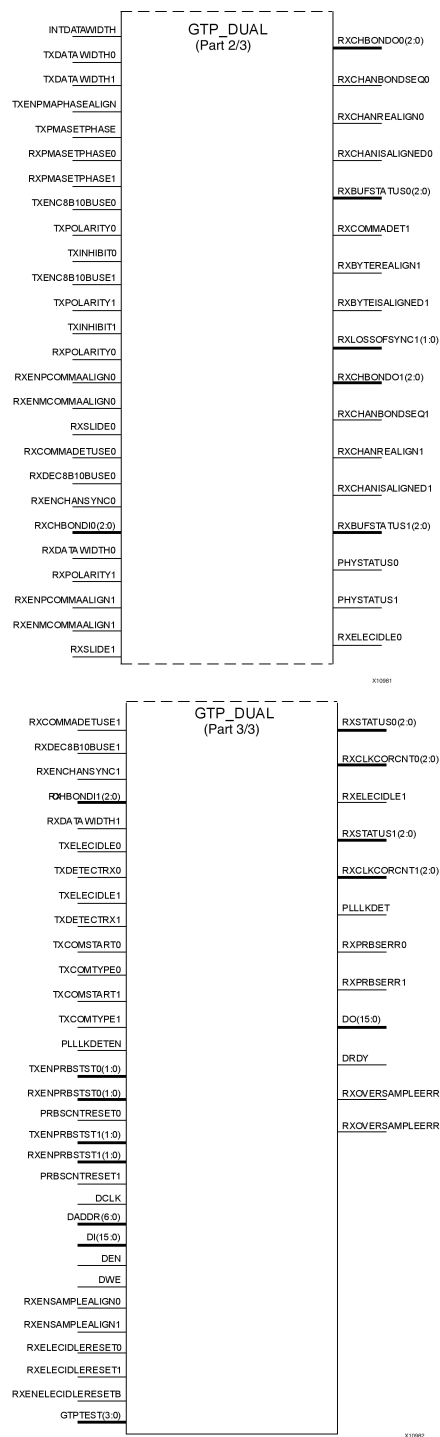 GTP_DUAL
(Part 2/3)
INTDATAWIDTH
TXDATAWIDTH0
TXDATAWIDTH1
TXENPMAPHASEALIGN
TXPMASETPHASE
RXPMASETPHASE0
RXPMASETPHASE1
TXENC8B10BUSE0
TXPOLARITY0
TXINHIBIT0
TXENC8B10BUSE1
TXPOLARITY1
TXINHIBIT1
RXPOLARITY0
RXENPCOMMAALIGN0
RXENMCOMMAALIGN0
RXSLIDE0
RXCOMMADETUSE0
RXDEC8B10BUSE0
RXENCHANSYNC0
RXCHBONDI0(2:0)
RXDATAWIDTH0
RXPOLARITY1
RXENPCOMMAALIGN1
RXENMCOMMAALIGN1
RXSLIDE1
RXCHBONDO0(2:0)
RXCHANBONDSEQ0
RXCHANREALIGN0
RXCHANISALIGNED0
RXBUFSTATUS0(2:0)
RXCOMMADET1
RXBYTEREALIGN1
RXBYTEISALIGNED1
RXLOSSOFSYNC1(1:0)
RXCHBONDO1(2:0)
RXCHANBONDSEQ1
RXCHANREALIGN1
RXCHANISALIGNED1
RXBUFSTATUS1(2:0)
PHYSTATUS0
PHYSTATUS1
RXELECIDLE0
X10981
GTP_DUAL
(Part 3/3)
RXCOMMADETUSE1
RXDEC8B10BUSE1
RXENCHANSYNC1
RXCHBONDI1(2:0)
RXDATAWIDTH1
TXELECIDLE0
TXDETECTRX0
TXELECIDLE1
TXDETECTRX1
TXCOMSTART0
TXCOMTYPE0
TXCOMSTART1
TXCOMTYPE1
PLLLKDETEN
TXENPRBSTST0(1:0)
RXENPRBSTST0(1:0)
PRBSCNTRESET0
TXENPRBSTST1(1:0)
RXENPRBSTST1(1:0)
PRBSCNTRESET1
DCLK
DADDR(6:0)
DI(15:0)
DEN
DWE
RXENSAMPLEALIGN0
RXENSAMPLEALIGN1
RXELECIDLERESET0
RXELECIDLERESET1
RXENELECIDLERESETB
GTPTEST(3:0)
RXSTATUS0(2:0)
RXCLKCORCNT0(2:0)
RXELECIDLE1
RXSTATUS1(2:0)
RXCLKCORCNT1(2:0)
PLLLKDET
RXPRBSERR0
RXPRBSERR1
DO(15:0)
DRDY
RXOVERSAMPLEERR
RXOVERSAMPLEERR
X10982